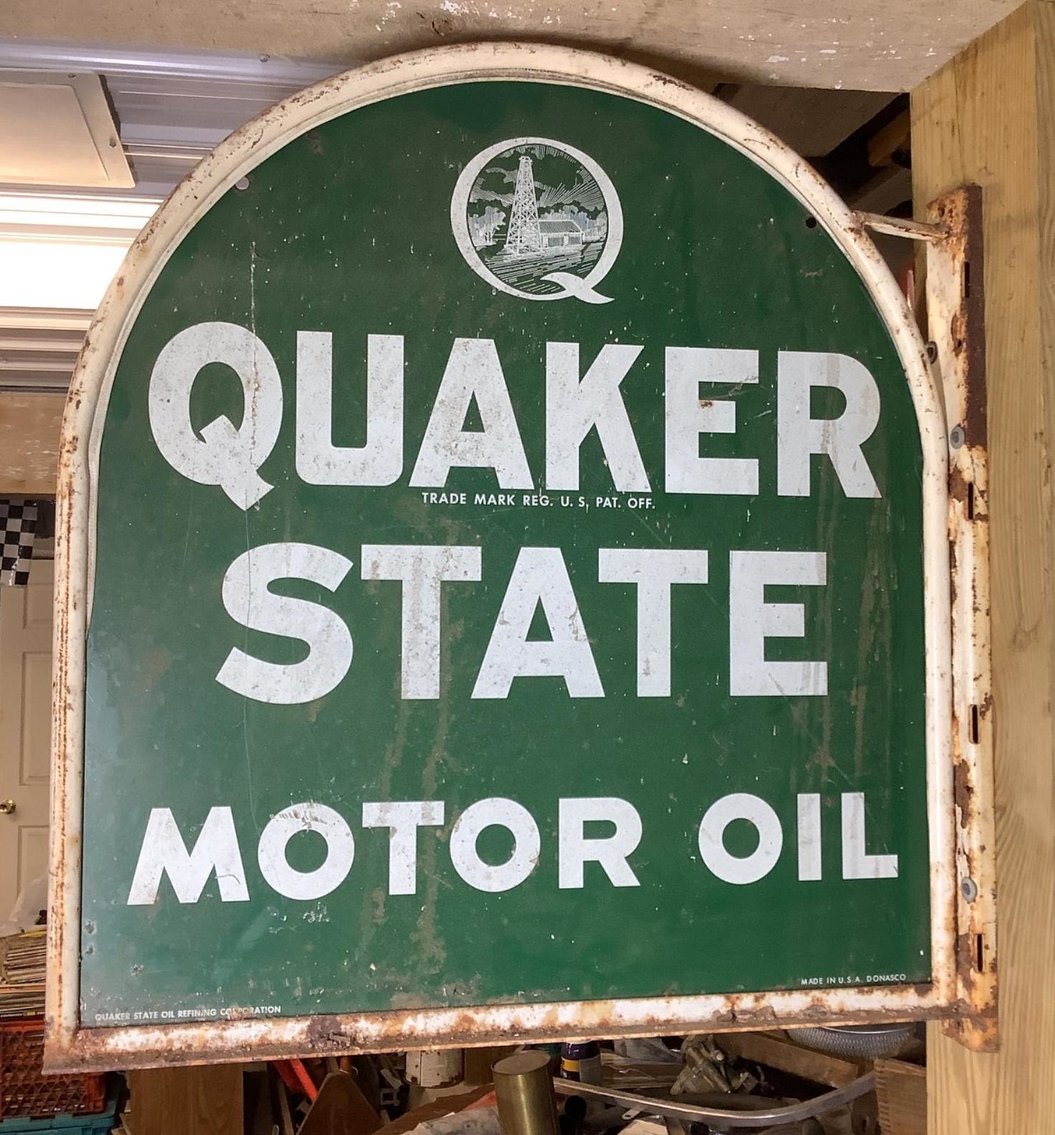 Q
QUAKER
TRADE MARK REG. U. S. PAT. OFF.
STATE
MOTOR OIL
MADE IN U.S.A. DONASCO
QUAKER STATE OIL REFINING CORPORATION